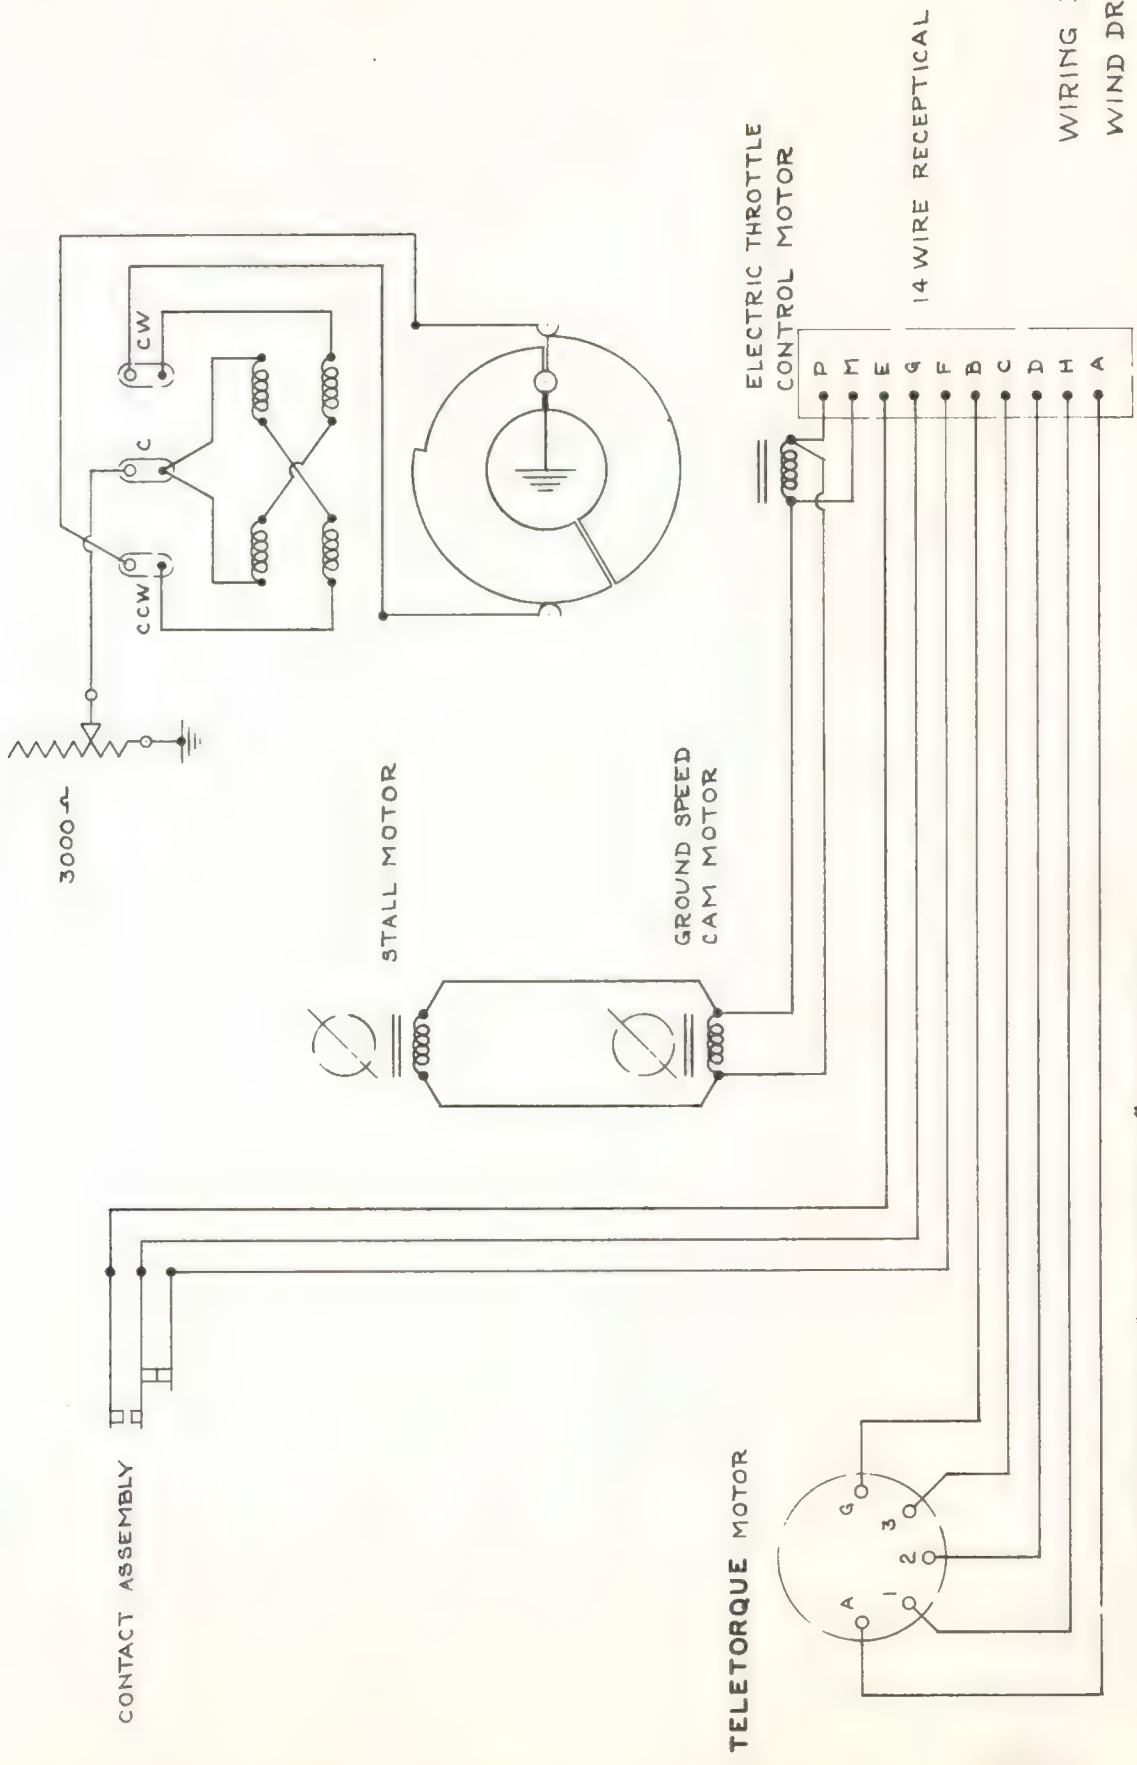 3000Ω
CCW
C
CW
STALL MOTOR
GROUND SPEED
CAM MOTOR
ELECTRIC THROTTLE
CONTROL MOTOR
14 WIRE RECEPTICAL
P
M
E
G
F
B
C
D
H
A
CONTACT ASSEMBLY
TELETORQUE MOTOR
A
1
2
3
G
WIRING
WIND DR